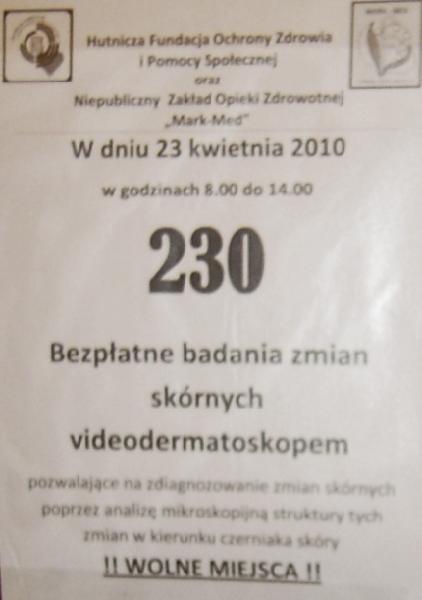 Hutnicza Fundacja Ochrony Zdrowia
i Pomocy Społecznej
oraz
Niepubliczny Zakład Opieki Zdrowotnej
„Mark-Med"
W dniu 23 kwietnia 2010
w godzinach 8.00 do 14.00
230
Bezpłatne badania zmian
skórnych
videodermatoskopem
pozwalające na zdiagnozowanie zmian skórnych
poprzez analizę mikroskopijną struktury tych
zmian w kierunku czerniaka skóry
!! WOLNE MIEJSCA !!